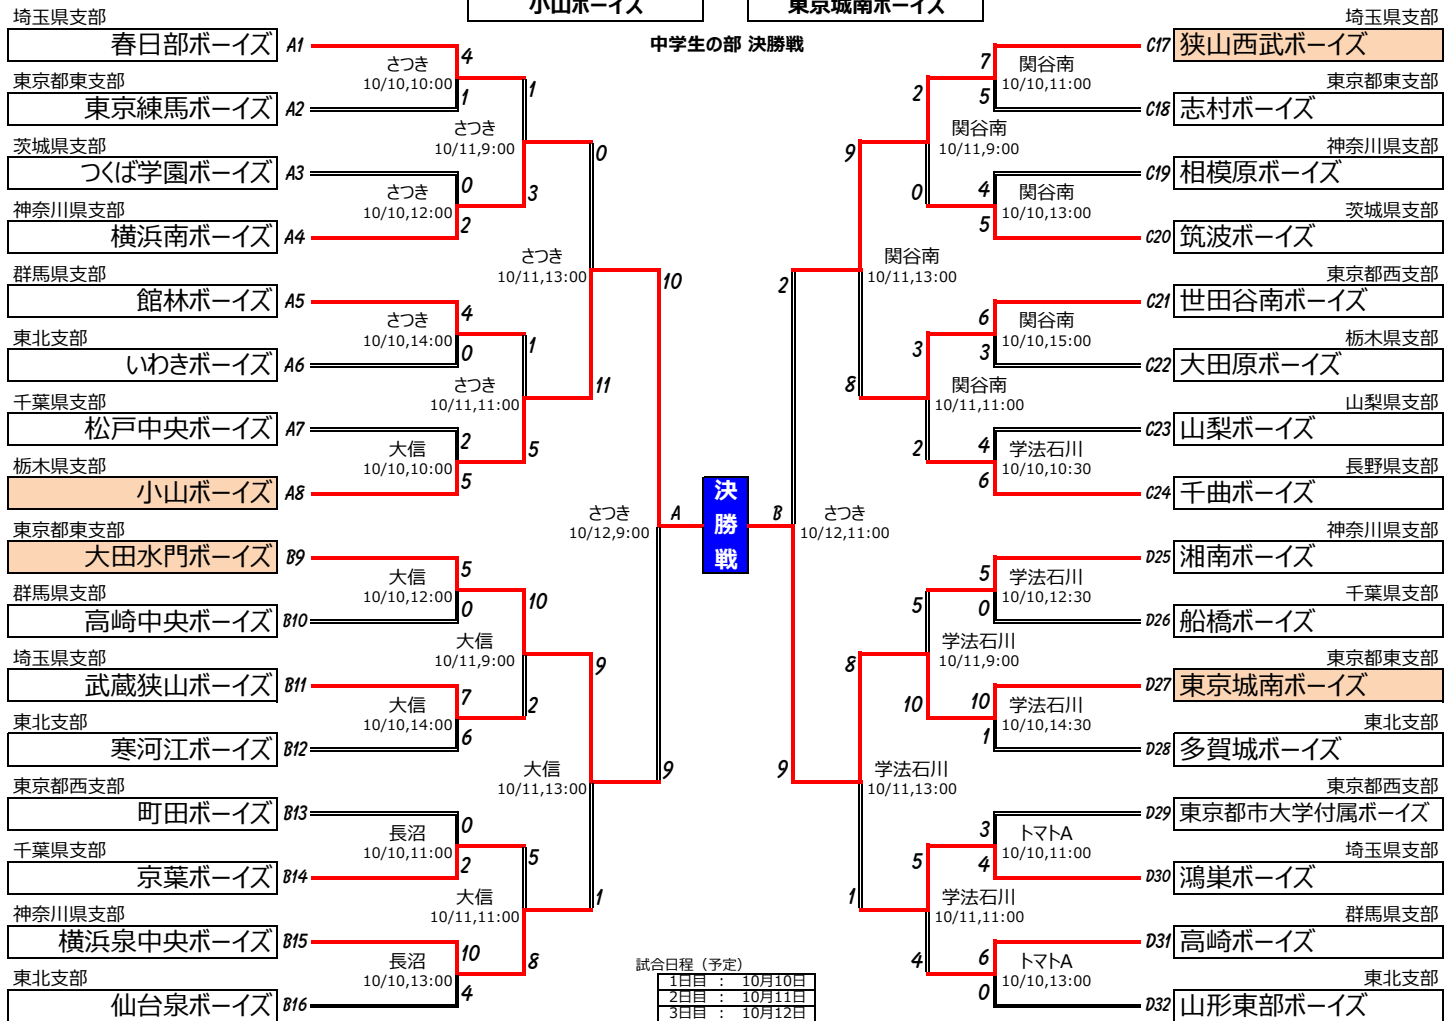 小山ボーイズ
東京城南ボーイズ
中学生の部 決勝戦
埼玉県支部
春日部ボーイズ A1
東京都東支部
東京練馬ボーイズ A2
茨城県支部
つくば学園ボーイズ A3
神奈川県支部
横浜南ボーイズ A4
群馬県支部
館林ボーイズ A5
東北支部
いわきボーイズ A6
千葉県支部
松戸中央ボーイズ A7
栃木県支部
小山ボーイズ A8
東京都東支部
大田水門ボーイズ B9
群馬県支部
高崎中央ボーイズ B10
埼玉県支部
武蔵狭山ボーイズ B11
東北支部
寒河江ボーイズ B12
東京都西支部
町田ボーイズ B13
千葉県支部
京葉ボーイズ B14
神奈川県支部
横浜泉中央ボーイズ B15
東北支部
仙台泉ボーイズ B16
さつき
10/10,10:00
4
1
さつき
10/10,12:00
0
2
さつき
10/10,14:00
4
0
大信
10/10,10:00
2
5
大信
10/10,12:00
5
0
大信
10/10,14:00
7
6
長沼
10/10,11:00
0
2
長沼
10/10,13:00
10
4
さつき
10/11,9:00
1
3
さつき
10/11,11:00
1
5
大信
10/11,9:00
10
2
大信
10/11,11:00
5
8
さつき
10/11,13:00
0
11
大信
10/11,13:00
9
1
さつき
10/12,9:00
10
9
A
決
勝
戦
B
さつき
10/12,11:00
2
9
関谷南
10/11,13:00
9
8
学法石川
10/11,13:00
8
1
関谷南
10/11,9:00
2
0
関谷南
10/11,11:00
3
2
学法石川
10/11,9:00
5
10
学法石川
10/11,11:00
5
4
関谷南
10/10,11:00
7
5
関谷南
10/10,13:00
4
5
関谷南
10/10,15:00
6
3
学法石川
10/10,10:30
4
6
学法石川
10/10,12:30
5
0
学法石川
10/10,14:30
10
1
トマトA
10/10,11:00
3
4
トマトA
10/10,13:00
6
0
埼玉県支部
C17 狭山西武ボーイズ
東京都東支部
C18 志村ボーイズ
神奈川県支部
C19 相模原ボーイズ
茨城県支部
C20 筑波ボーイズ
東京都西支部
C21 世田谷南ボーイズ
栃木県支部
C22 大田原ボーイズ
山梨県支部
C23 山梨ボーイズ
長野県支部
C24 千曲ボーイズ
神奈川県支部
D25 湘南ボーイズ
千葉県支部
D26 船橋ボーイズ
東京都東支部
D27 東京城南ボーイズ
東北支部
D28 多賀城ボーイズ
東京都西支部
D29 東京都市大学付属ボーイズ
埼玉県支部
D30 鴻巣ボーイズ
群馬県支部
D31 高崎ボーイズ
東北支部
D32 山形東部ボーイズ
試合日程（予定）
1日目 ： 10月10日
2日目 ： 10月11日
3日目 ： 10月12日